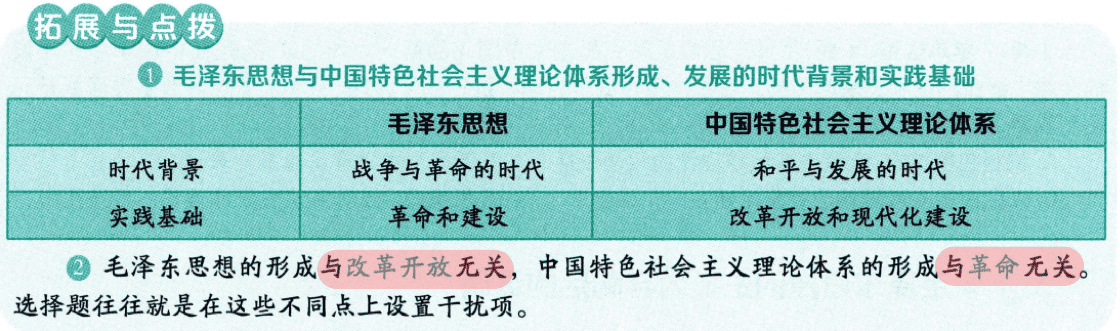 拓展与点拨
① 毛泽东思想与中国特色社会主义理论体系形成、发展的时代背景和实践基础
毛泽东思想 中国特色社会主义理论体系
时代背景 战争与革命的时代 和平与发展的时代
实践基础 革命和建设 改革开放和现代化建设
② 毛泽东思想的形成与改革开放无关，中国特色社会主义理论体系的形成与革命无关。
选择题往往就是在这些不同点上设置干扰项。